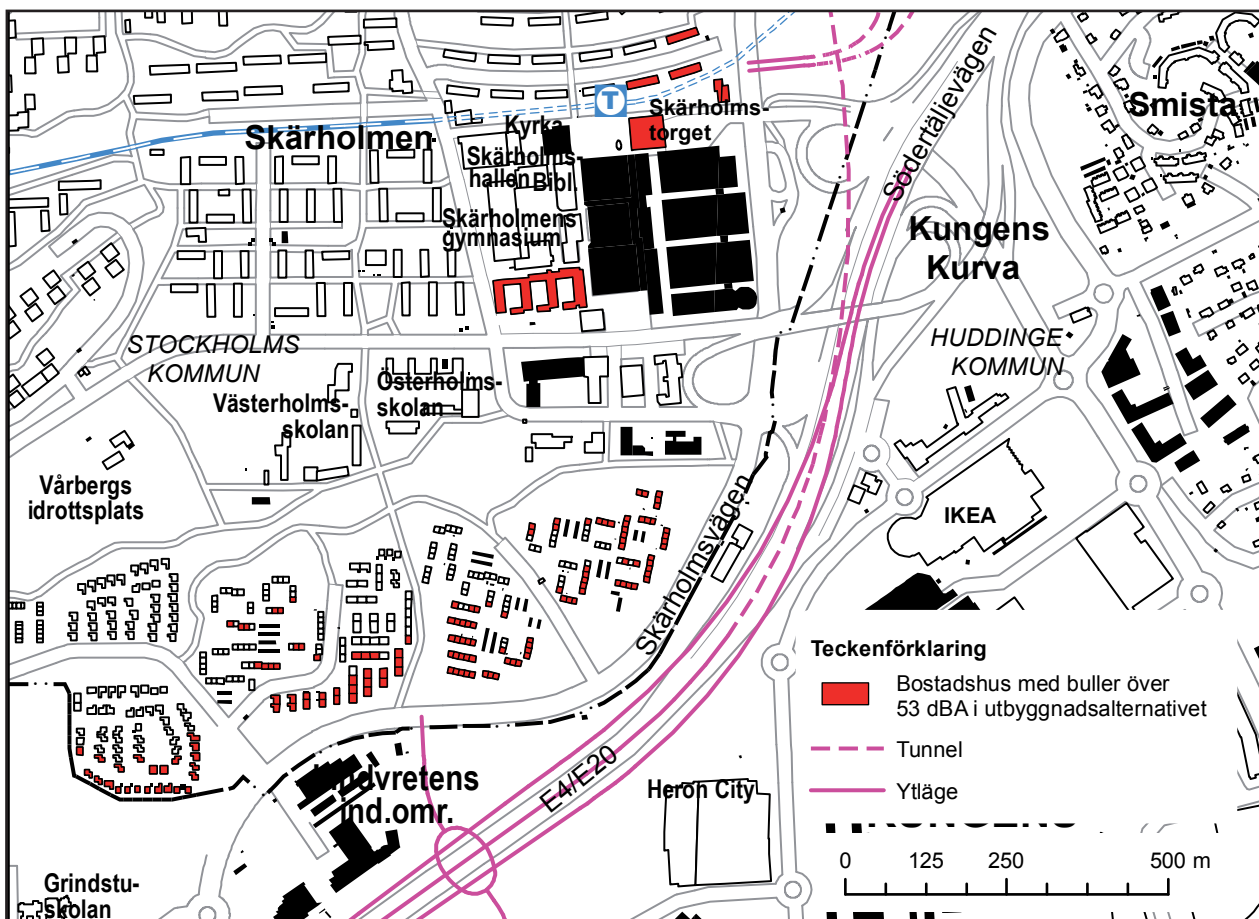 T
Skärholms-
torget
Smista
Skärholmen
Kyrka
Skärholms-
hallen
Bibl.
Skärholmens
gymnasium
Södertäljevägen
Kungens
Kurva
STOCKHOLMS
KOMMUN
HUDDINGE
KOMMUN
Österholms-
skolan
Västerholms-
skolan
Vårbergs
idrottsplats
IKEA
Skärholmsvägen
Teckenförklaring
Bostadshus med buller över
53 dBA i utbyggnadsalternativet
Tunnel
Ytläge
E4/E20
ind.omr.
Heron City
0 125 250 500 m
Grindstu-
skolan